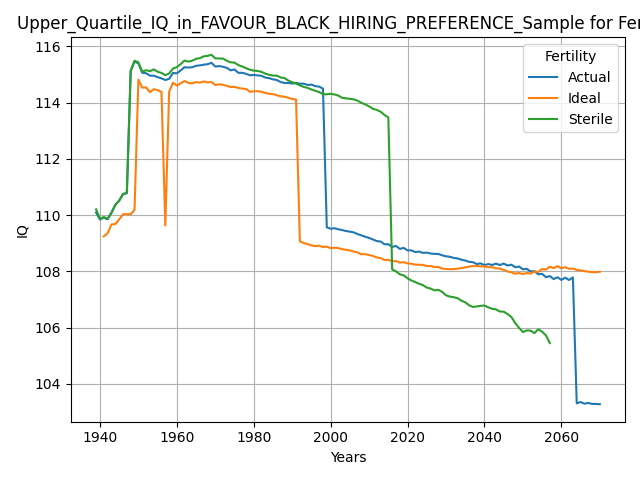 Upper_Quartile_IQ_in_FAVOUR_BLACK_HIRING_PREFERENCE_Sample for Fer
116
114
112
110
108
106
104
IQ
Fertility
Actual
Ideal
Sterile
1940 1960 1980 2000 2020 2040 2060
Years